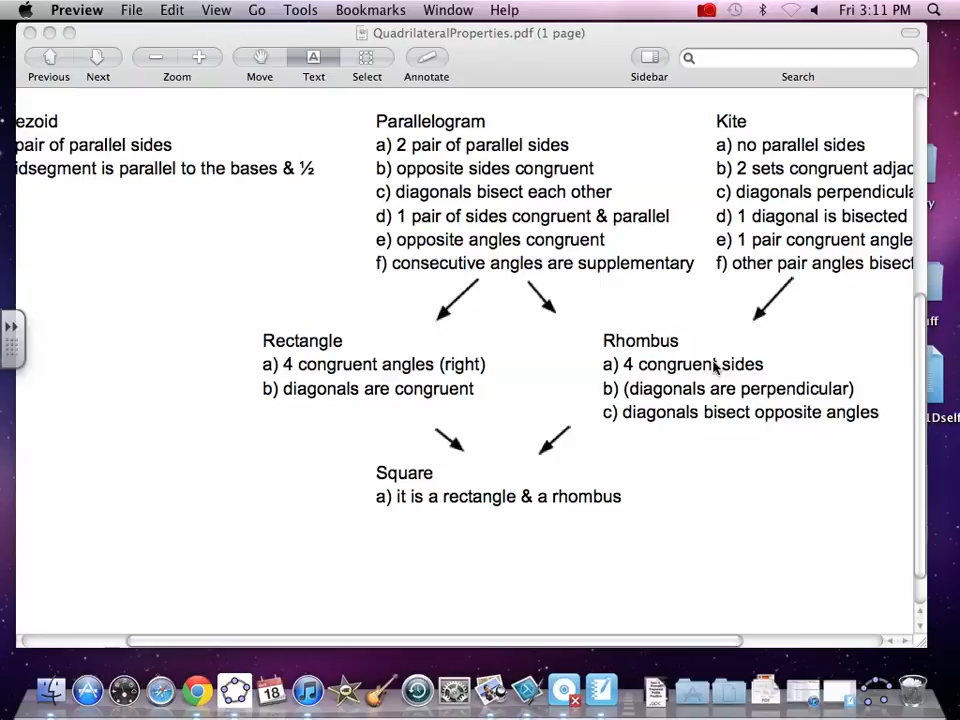 Preview File Edit View Go Tools Bookmarks Window Help Fri 3:11 PM
QuadrilateralProperties.pdf (1 page)
Previous Next Zoom Move Text Select Annotate Sidebar Search
ezoid
pair of parallel sides
idsegment is parallel to the bases & ½
Parallelogram
a) 2 pair of parallel sides
b) opposite sides congruent
c) diagonals bisect each other
d) 1 pair of sides congruent & parallel
e) opposite angles congruent
f) consecutive angles are supplementary
Kite
a) no parallel sides
b) 2 sets congruent adjac
c) diagonals perpendicula
d) 1 diagonal is bisected
e) 1 pair congruent angle
f) other pair angles bisect
Rectangle
a) 4 congruent angles (right)
b) diagonals are congruent
Rhombus
a) 4 congruent sides
b) (diagonals are perpendicular)
c) diagonals bisect opposite angles
Square
a) it is a rectangle & a rhombus
ry
uff
1Dself
18